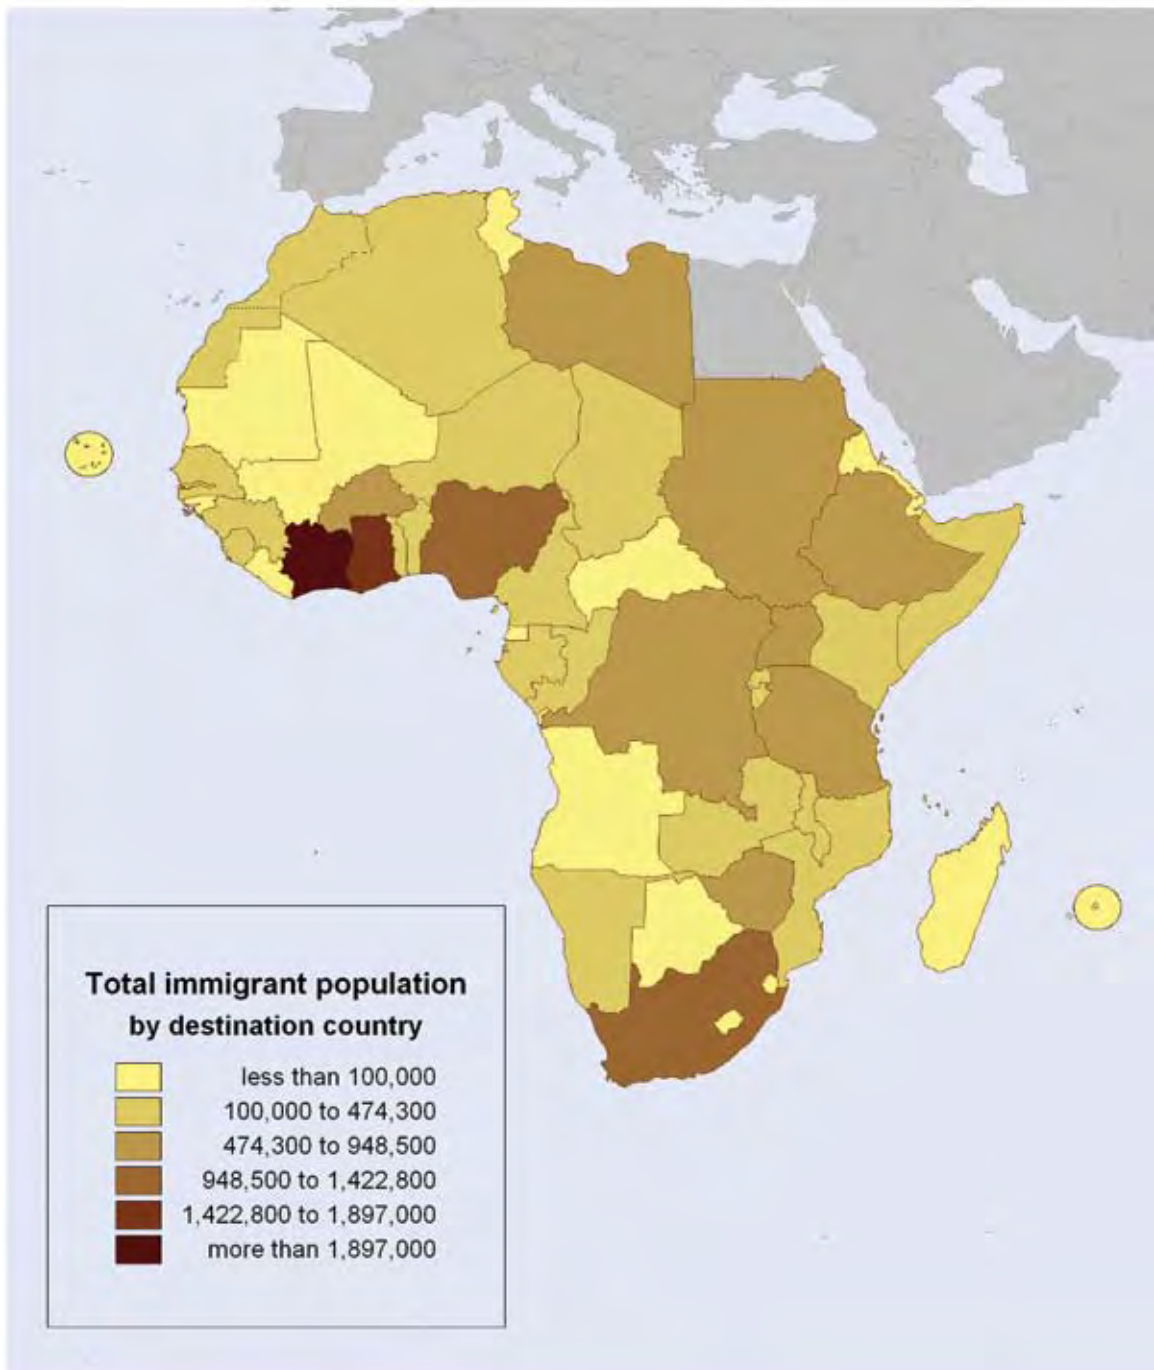 Total immigrant population
by destination country
less than 100,000
100,000 to 474,300
474,300 to 948,500
948,500 to 1,422,800
1,422,800 to 1,897,000
more than 1,897,000